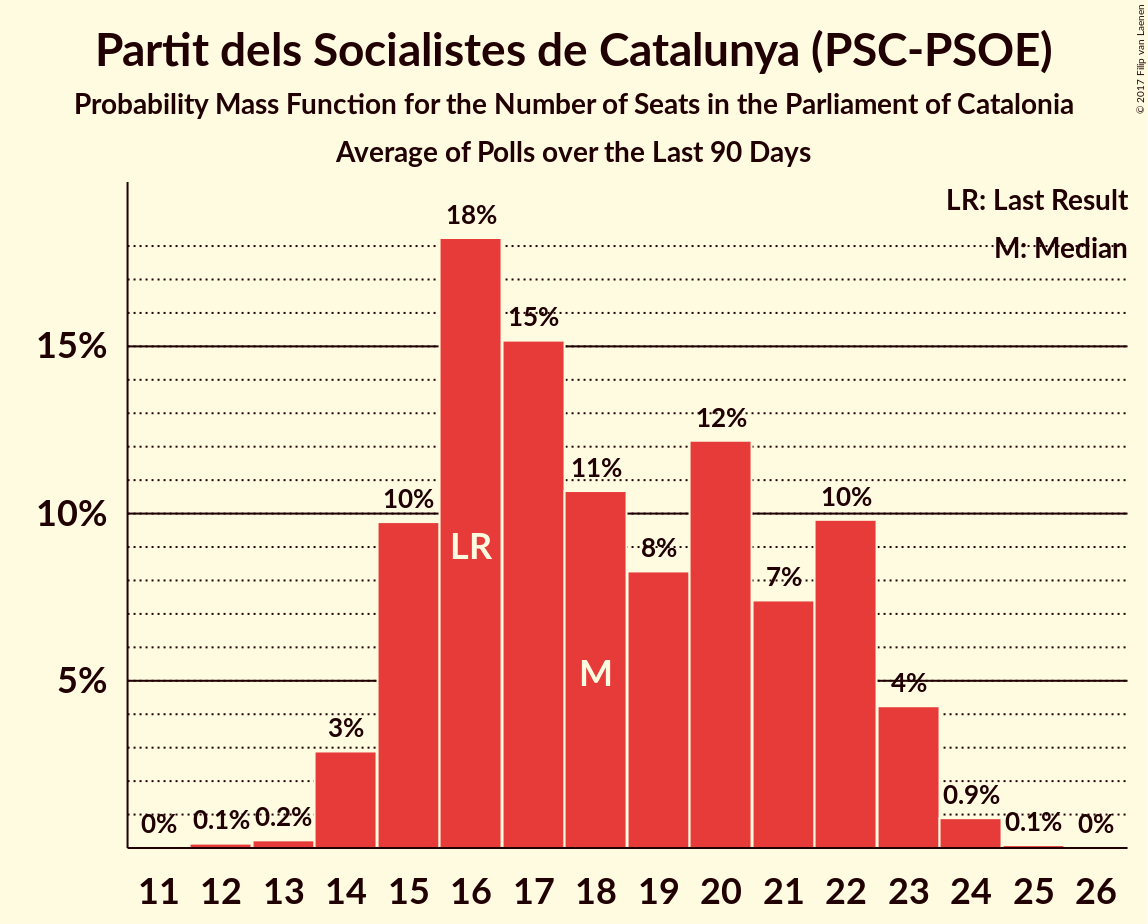 Partit dels Socialistes de Catalunya (PSC-PSOE)
Probability Mass Function for the Number of Seats in the Parliament of Catalonia
Average of Polls over the Last 90 Days
© 2017 Filip van Laenen
LR: Last Result
M: Median
15%
10%
5%
0%
0.1%
0.2%
3%
10%
18%
15%
11%
8%
12%
7%
10%
4%
0.9%
0.1%
0%
LR
M
11 12 13 14 15 16 17 18 19 20 21 22 23 24 25 26